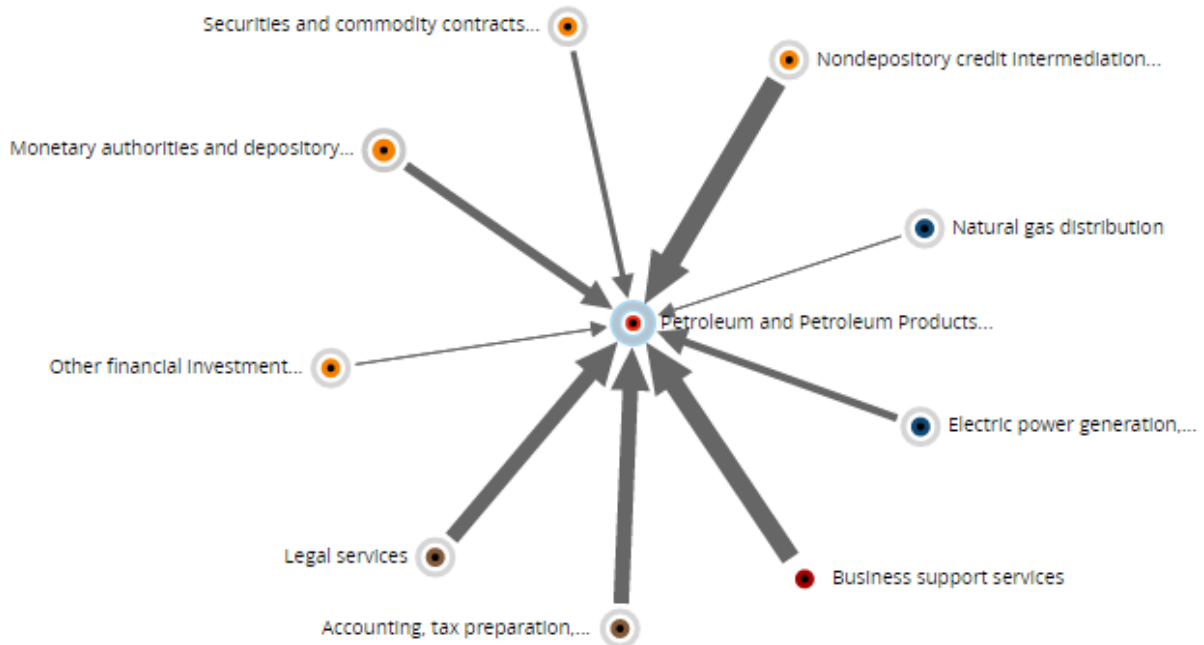 Securities and commodity contracts...
Nondepository credit intermediation...
Monetary authorities and depository...
Natural gas distribution
Petroleum and Petroleum Products...
Other financial investment...
Electric power generation,...
Legal services
Business support services
Accounting, tax preparation,...